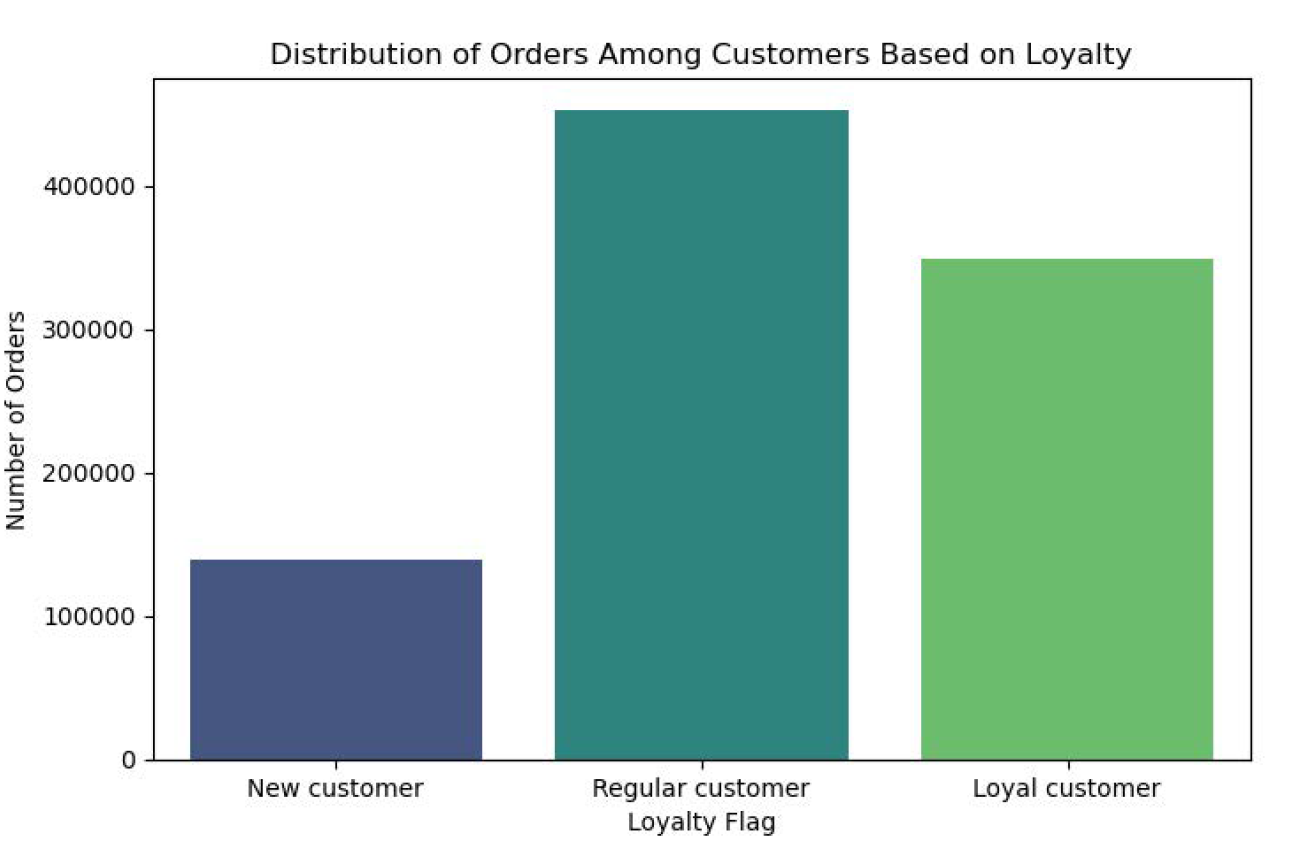 Distribution of Orders Among Customers Based on Loyalty
Number of Orders
400000
300000
200000
100000
0
New customer Regular customer Loyal customer
Loyalty Flag